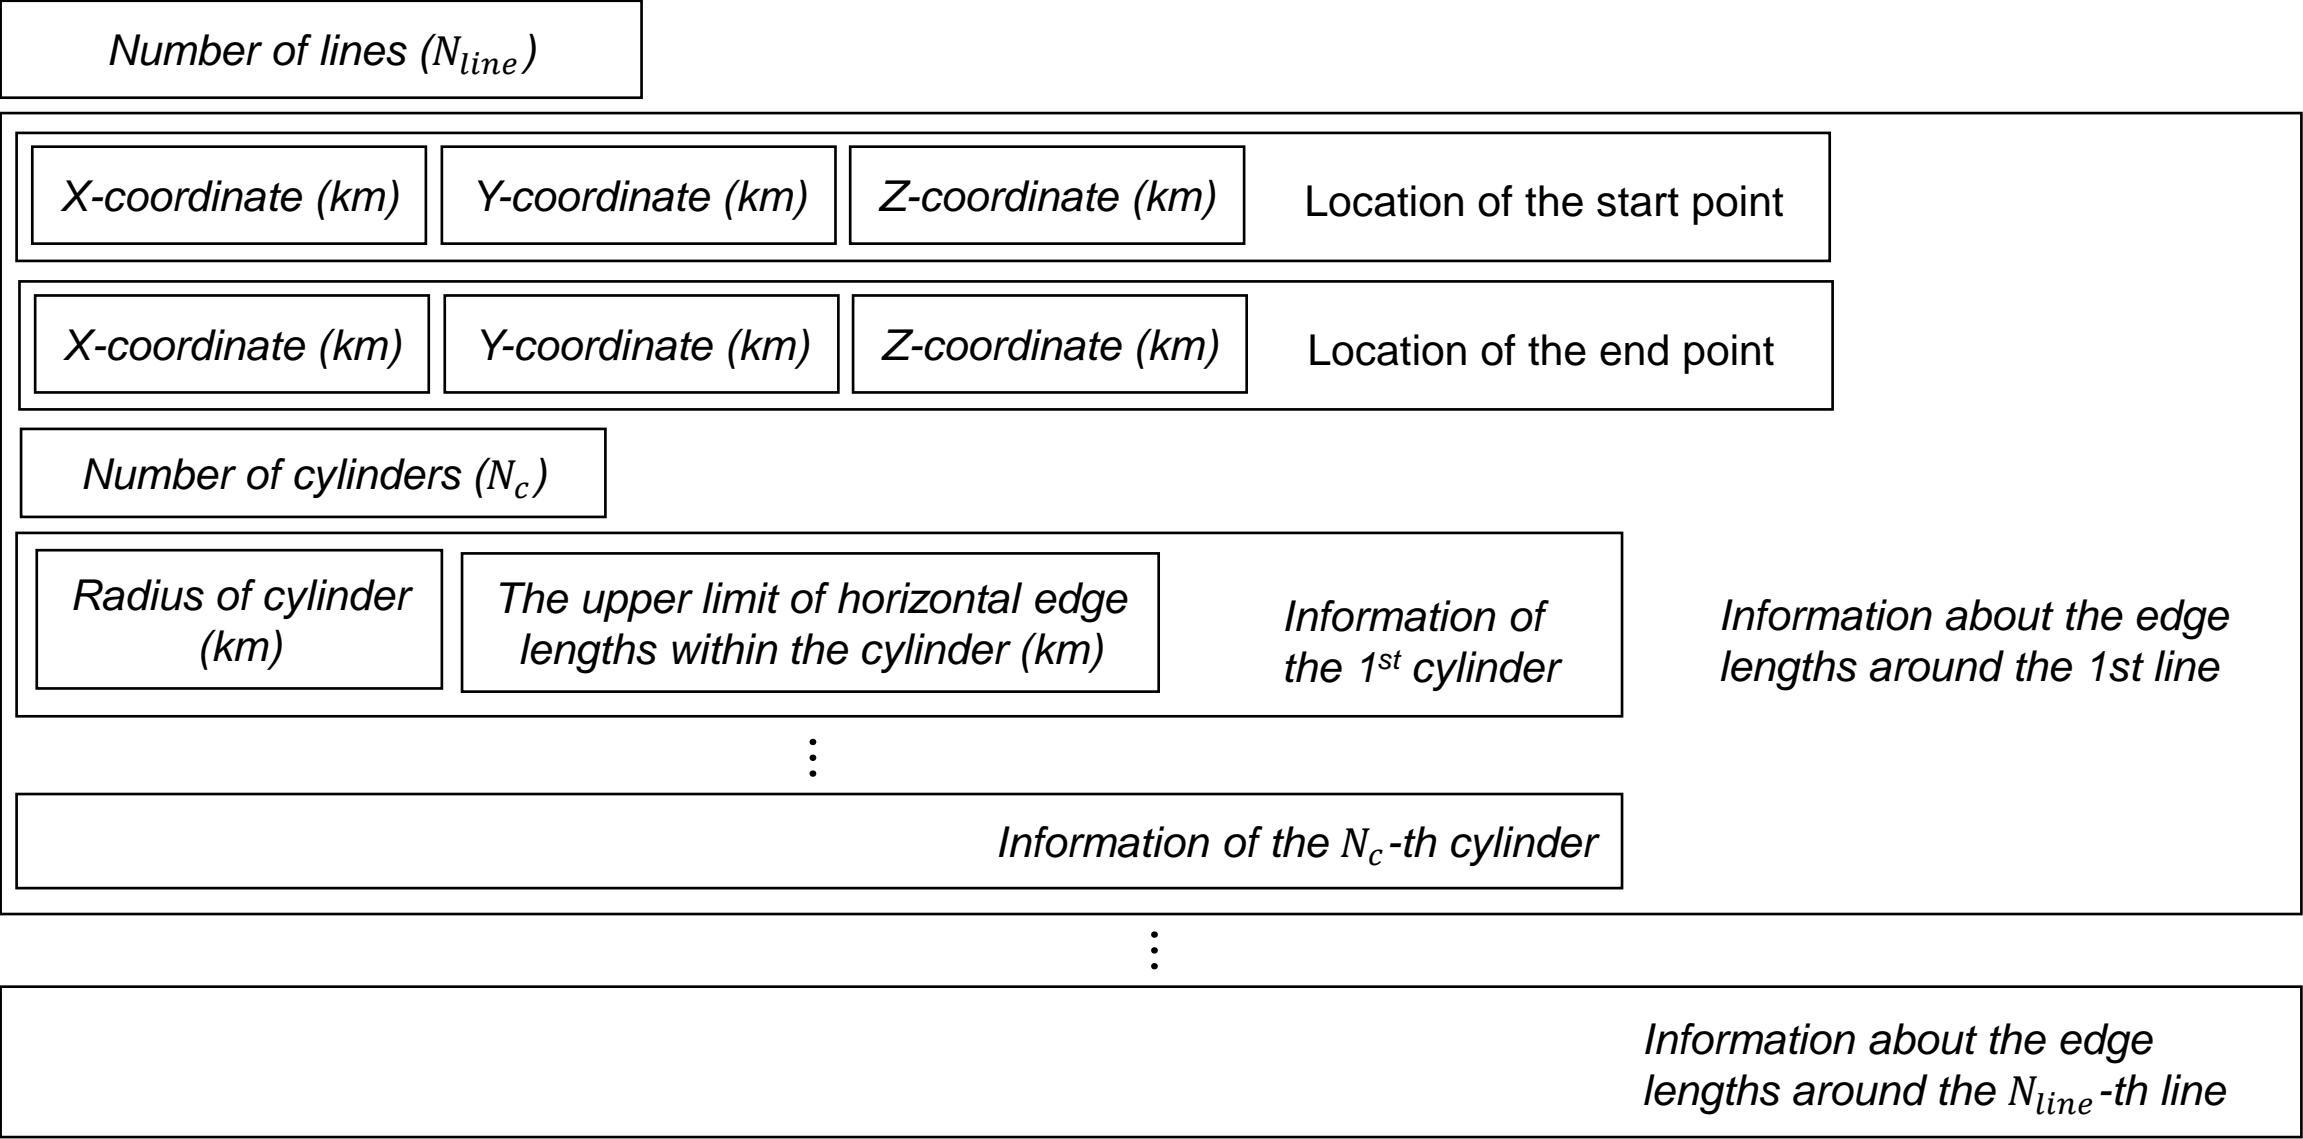 Number of lines (N_line)
X-coordinate (km) Y-coordinate (km) Z-coordinate (km) Location of the start point
X-coordinate (km) Y-coordinate (km) Z-coordinate (km) Location of the end point
Number of cylinders (N_c)
Radius of cylinder
(km)
The upper limit of horizontal edge
lengths within the cylinder (km)
Information of
the 1st cylinder
Information about the edge
lengths around the 1st line
⋮
Information of the N_c-th cylinder
⋮
Information about the edge
lengths around the N_line-th line